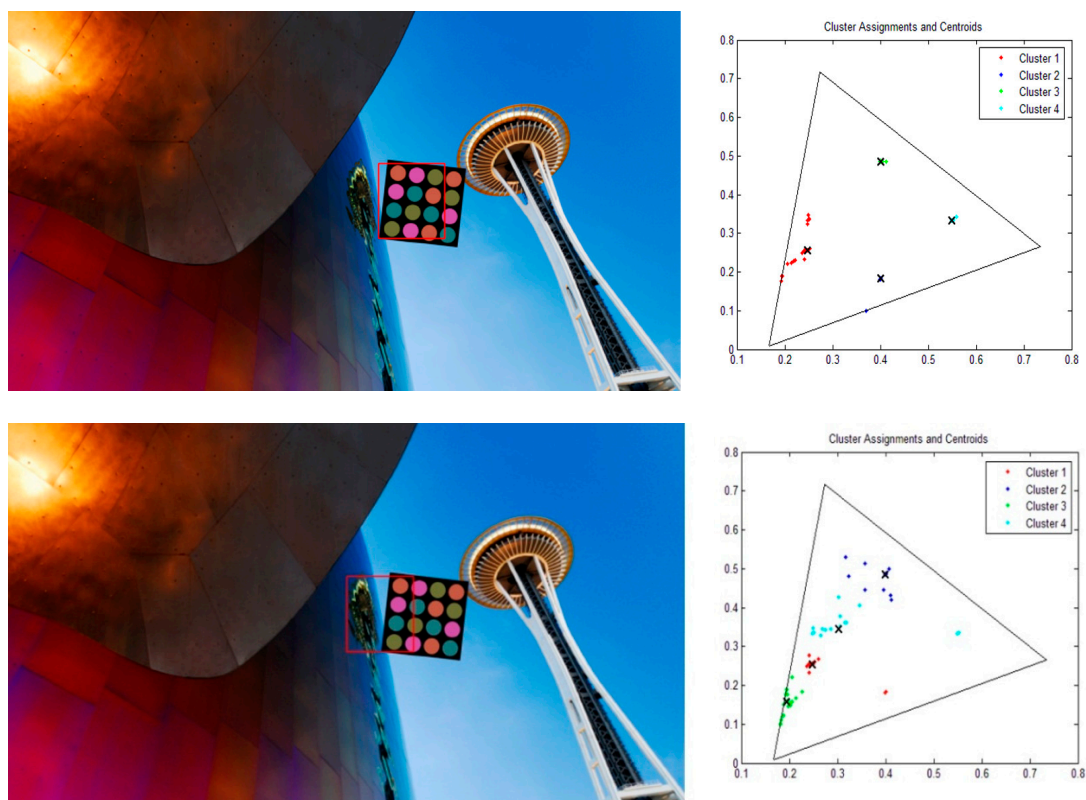 Cluster Assignments and Centroids
0.8
0.7
0.6
0.5
0.4
0.3
0.2
0.1
0
0.1 0.2 0.3 0.4 0.5 0.6 0.7 0.8
Cluster 1
Cluster 2
Cluster 3
Cluster 4
Cluster Assignments and Centroids
0.8
0.7
0.6
0.5
0.4
0.3
0.2
0.1
0
0.1 0.2 0.3 0.4 0.5 0.6 0.7 0.8
Cluster 1
Cluster 2
Cluster 3
Cluster 4